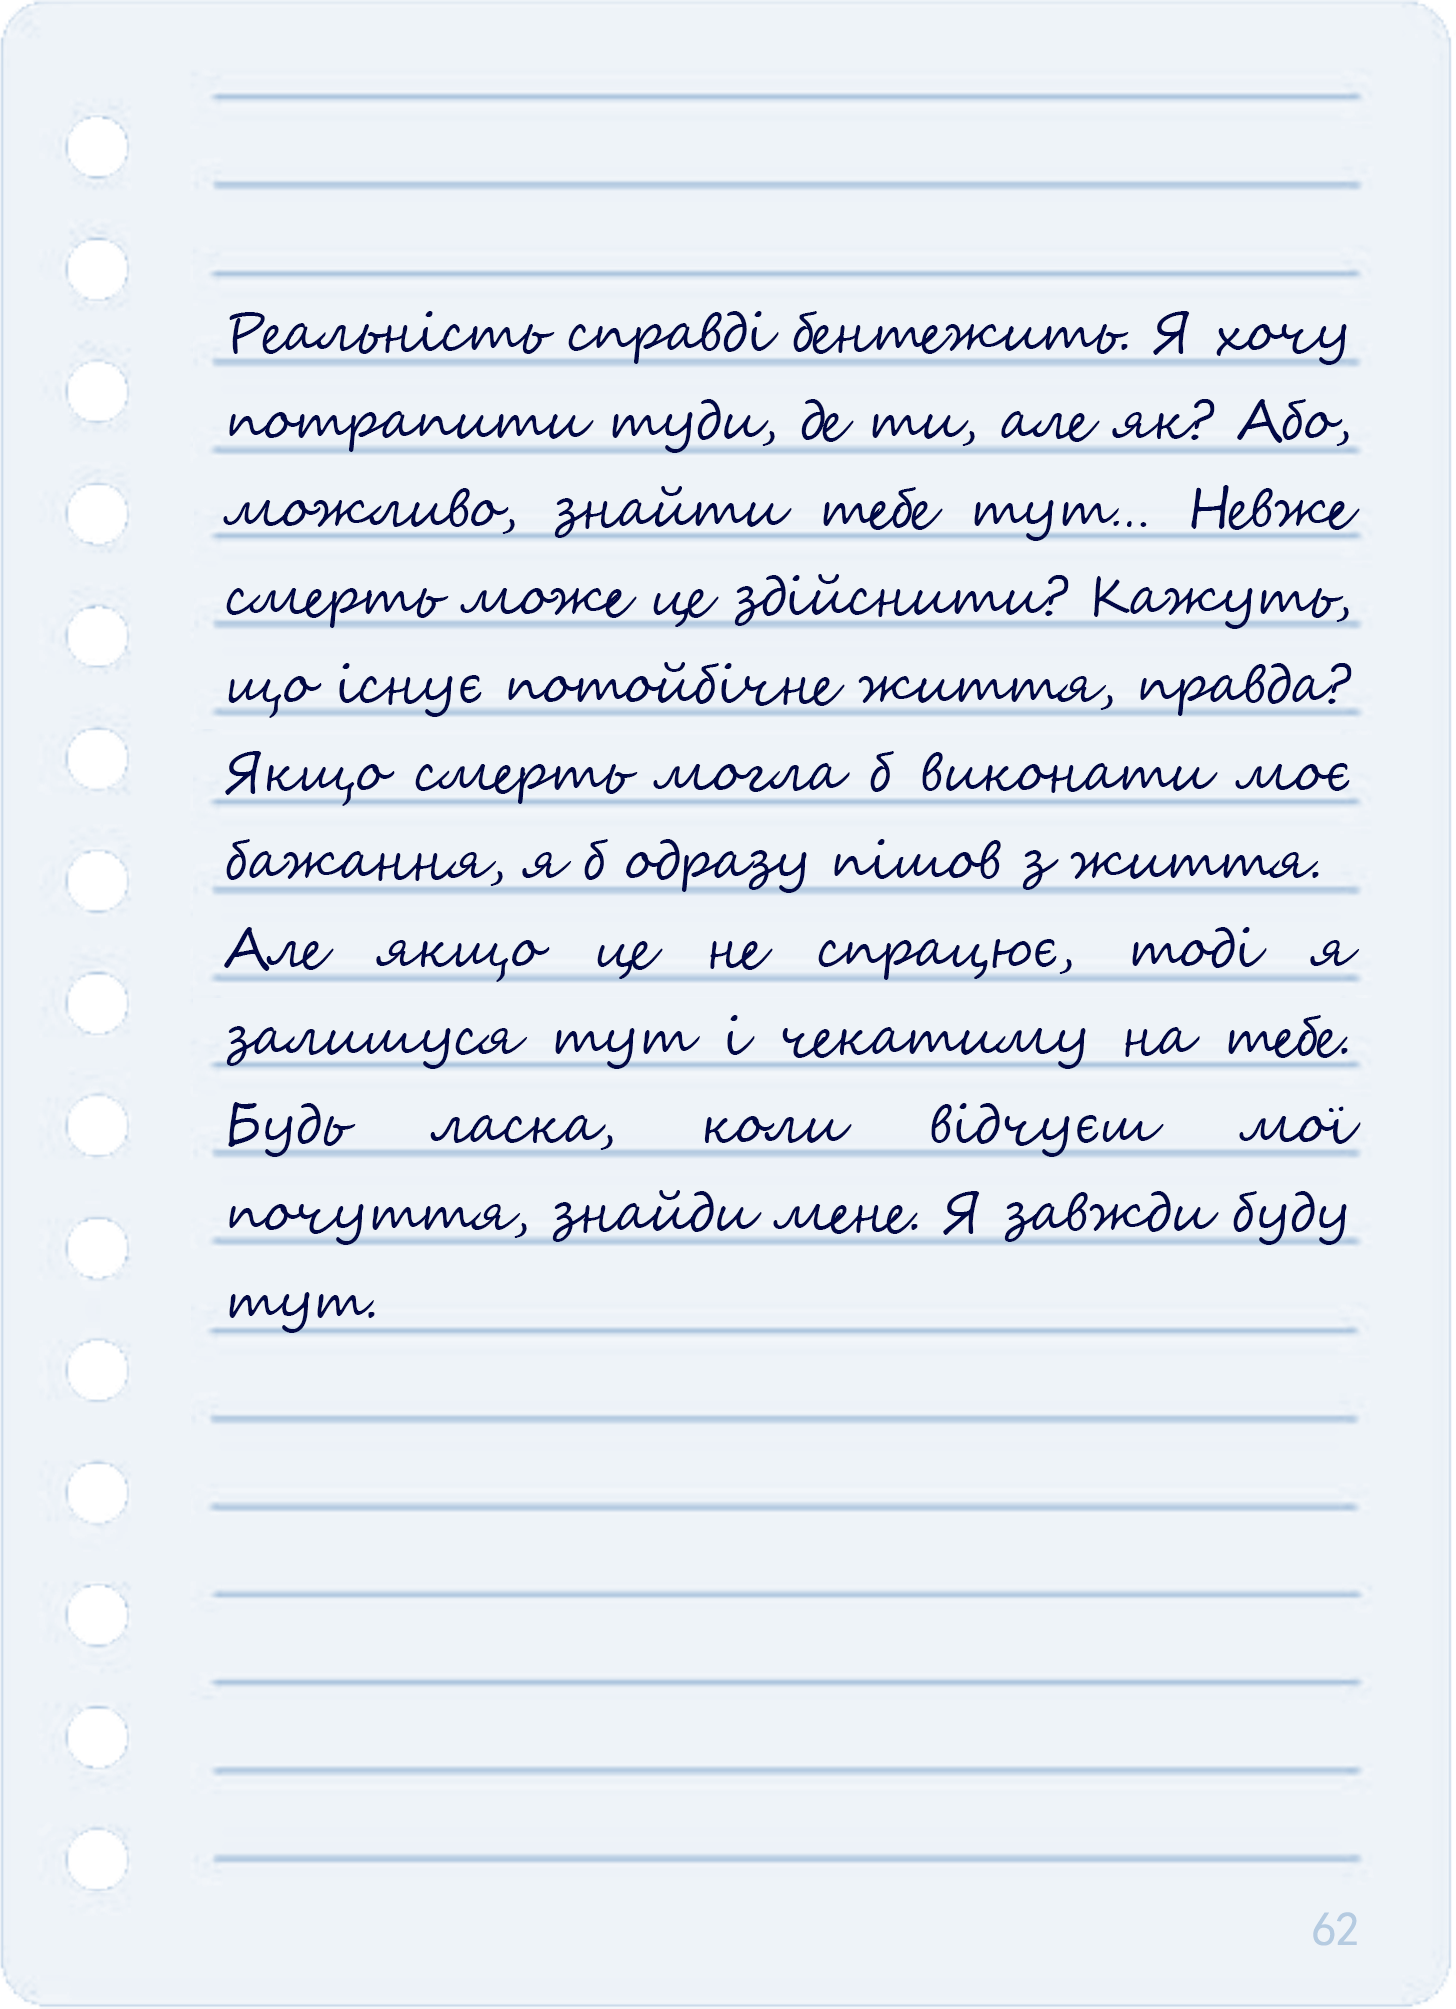 Реальність справді бентежить. Я хочу
потрапити туди, де ти, але як? Або,
можливо, знайти тебе тут... Невже
смерть може це здійснити? Кажуть,
що існує потойбічне життя, правда?
Якщо смерть могла б виконати моє
бажання, я б одразу пішов з життя.
Але якщо це не спрацює, тоді я
залишуся тут і чекатиму на тебе.
Будь ласка, коли відчуєш мої
почуття, знайди мене. Я завжди буду
тут.
62